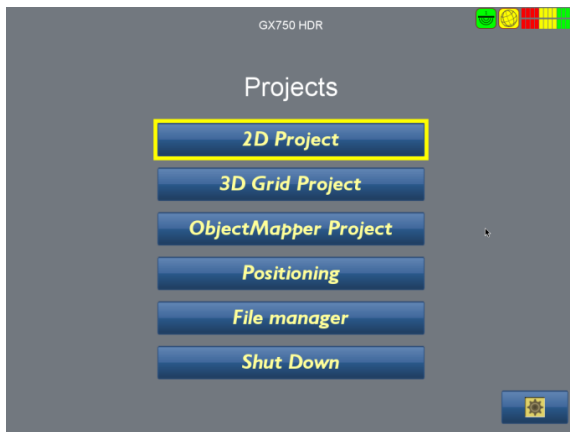 GX750 HDR
Projects
2D Project
3D Grid Project
ObjectMapper Project
Positioning
File manager
Shut Down